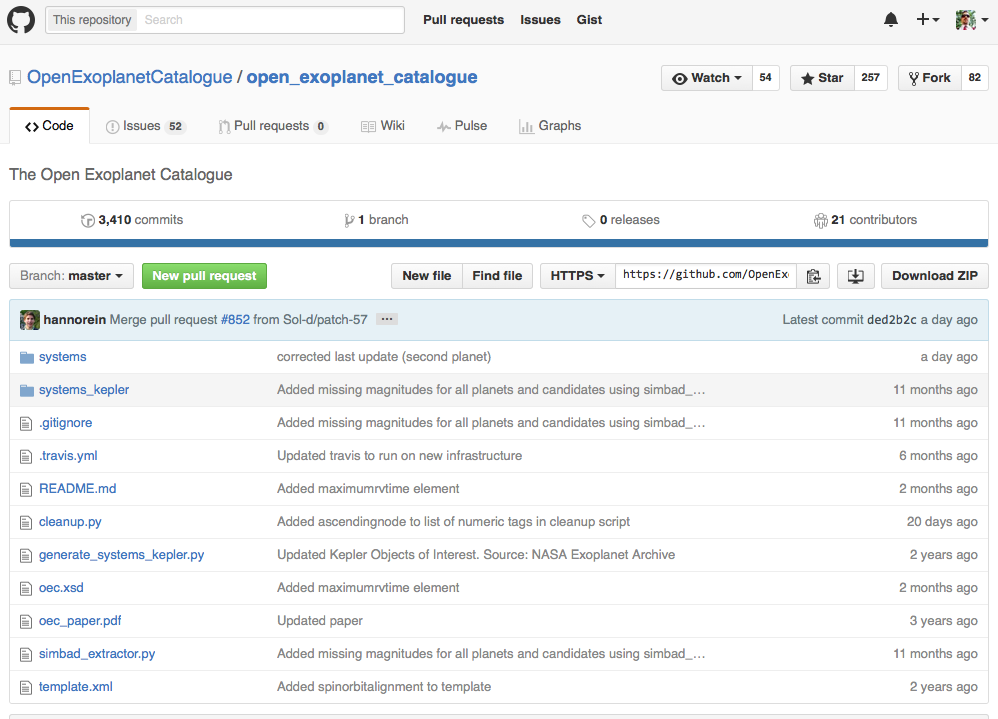 This repository Search Pull requests Issues Gist
OpenExoplanetCatalogue / open_exoplanet_catalogue Watch 54 Star 257 Fork 82
Code Issues 52 Pull requests 0 Wiki Pulse Graphs
The Open Exoplanet Catalogue
3,410 commits 1 branch 0 releases 21 contributors
Branch: master New pull request New file Find file HTTPS https://github.com/OpenEx Download ZIP
hannorein Merge pull request #852 from Sol-d/patch-57 … Latest commit ded2b2c a day ago
systems corrected last update (second planet) a day ago
systems_kepler Added missing magnitudes for all planets and candidates using simbad_… 11 months ago
.gitignore Added missing magnitudes for all planets and candidates using simbad_… 11 months ago
.travis.yml Updated travis to run on new infrastructure 6 months ago
README.md Added maximumrvtime element 2 months ago
cleanup.py Added ascendingnode to list of numeric tags in cleanup script 20 days ago
generate_systems_kepler.py Updated Kepler Objects of Interest. Source: NASA Exoplanet Archive 2 years ago
oec.xsd Added maximumrvtime element 2 months ago
oec_paper.pdf Updated paper 3 years ago
simbad_extractor.py Added missing magnitudes for all planets and candidates using simbad_… 11 months ago
template.xml Added spinorbitalignment to template 2 years ago